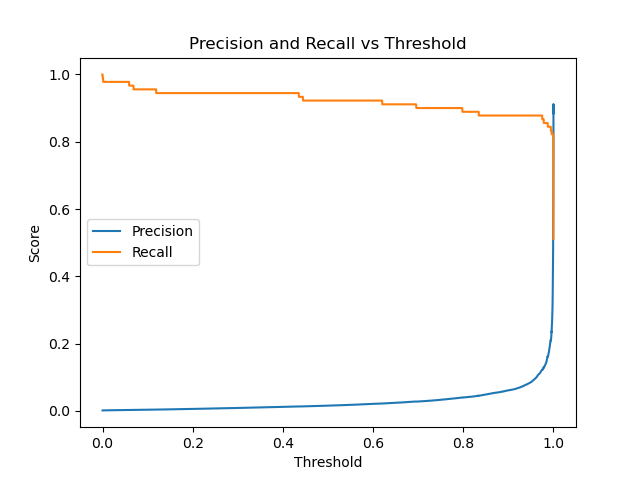 Precision and Recall vs Threshold
1.0
0.8
0.6
0.4
0.2
0.0
Score
Precision
Recall
0.0 0.2 0.4 0.6 0.8 1.0
Threshold